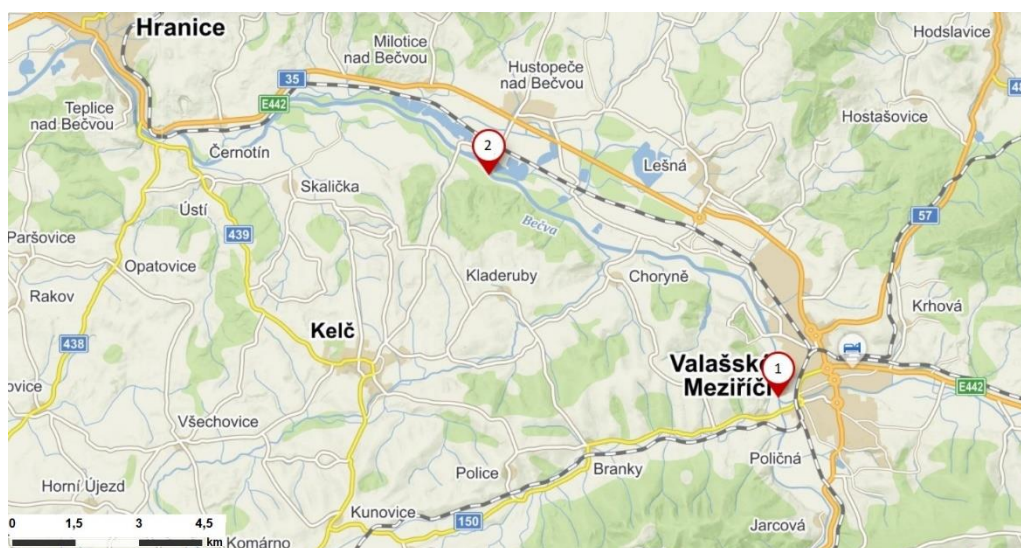 Hranice
Hodslavice
Milotice
nad Bečvou
Hustopeče
nad Bečvou
35
E442
48
Teplice
nad Bečvou
Hostašovice
Černotín
2
Lešná
Skalička
Ústí
Bečva
57
439
Paršovice
Opatovice
Kladeruby
Choryně
Rakov
Krhová
Kelč
438
Valašské
Meziříčí
1
E442
ovice
Všechovice
Poličná
Police
Branky
Horní Újezd
Kunovice
150
Jarcová
Komárno
0 1,5 3 4,5
km